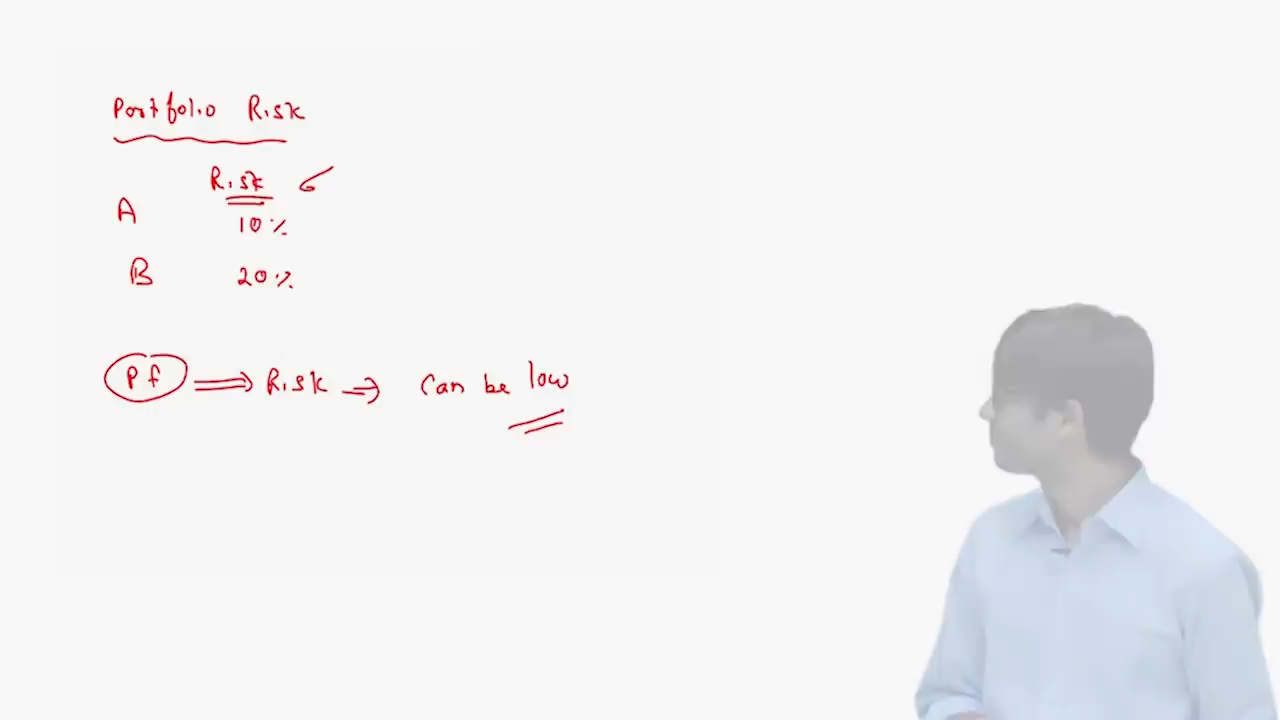 Portfolio Risk
Risk σ
A 10%
B 20%
Pf ⇒ Risk → Can be low